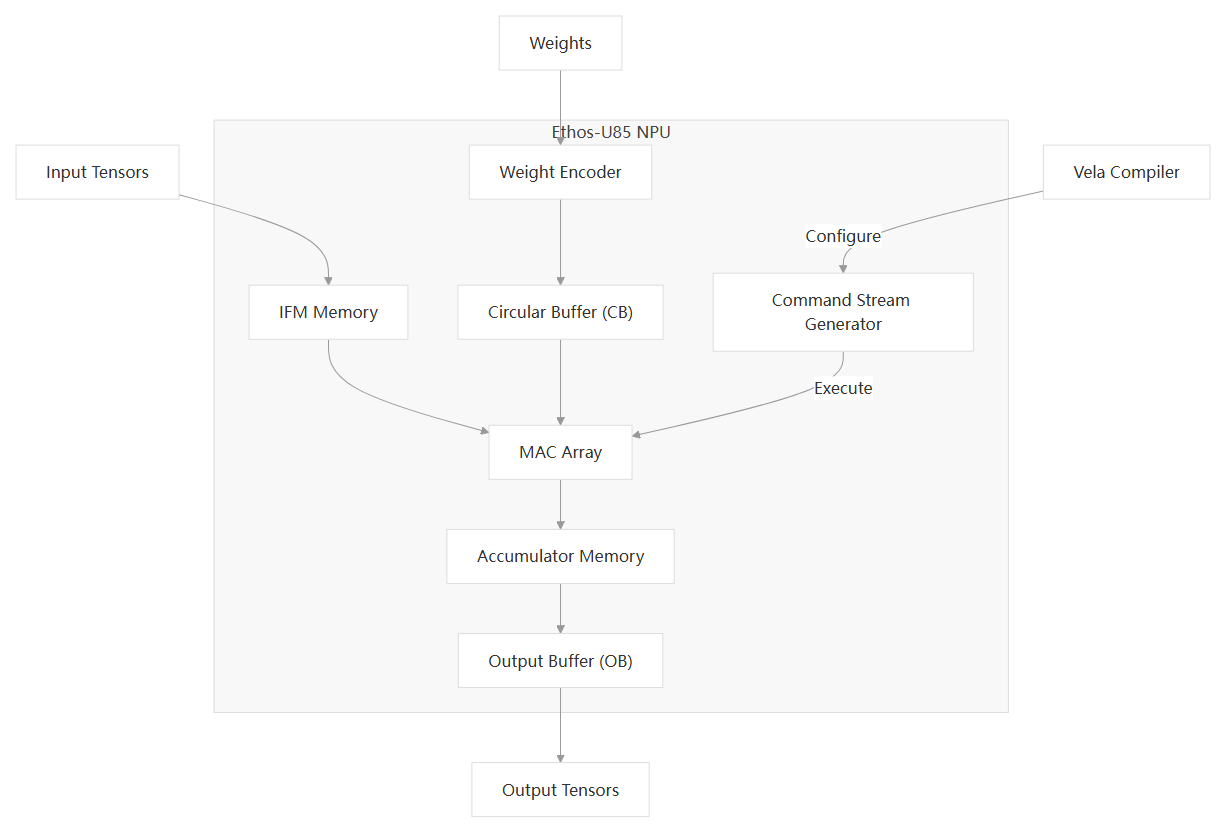 Weights
Ethos-U85 NPU
Input Tensors
Weight Encoder
Vela Compiler
Configure
IFM Memory
Circular Buffer (CB)
Command Stream
Generator
Execute
MAC Array
Accumulator Memory
Output Buffer (OB)
Output Tensors